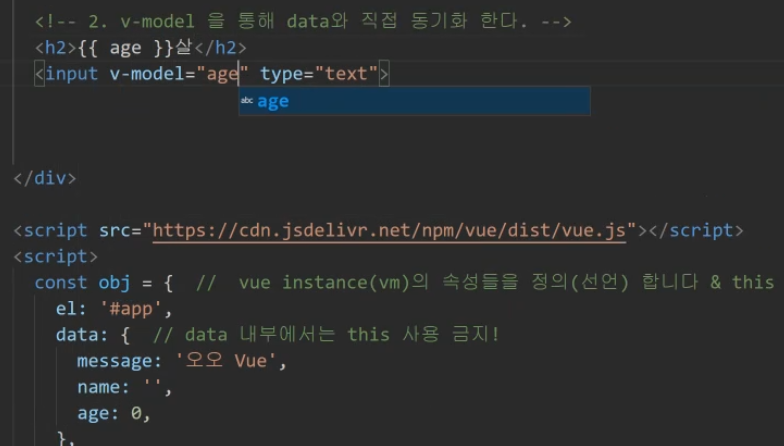 <!-- 2. v-model 을 통해 data와 직접 동기화 한다. -->
<h2>{{ age }}살</h2>
<input v-model="age" type="text">
abc age
</div>
<script src="https://cdn.jsdelivr.net/npm/vue/dist/vue.js"></script>
<script>
const obj = { // vue instance(vm)의 속성들을 정의(선언) 합니다 & this
el: '#app',
data: { // data 내부에서는 this 사용 금지!
message: '오오 Vue',
name: '',
age: 0,
},